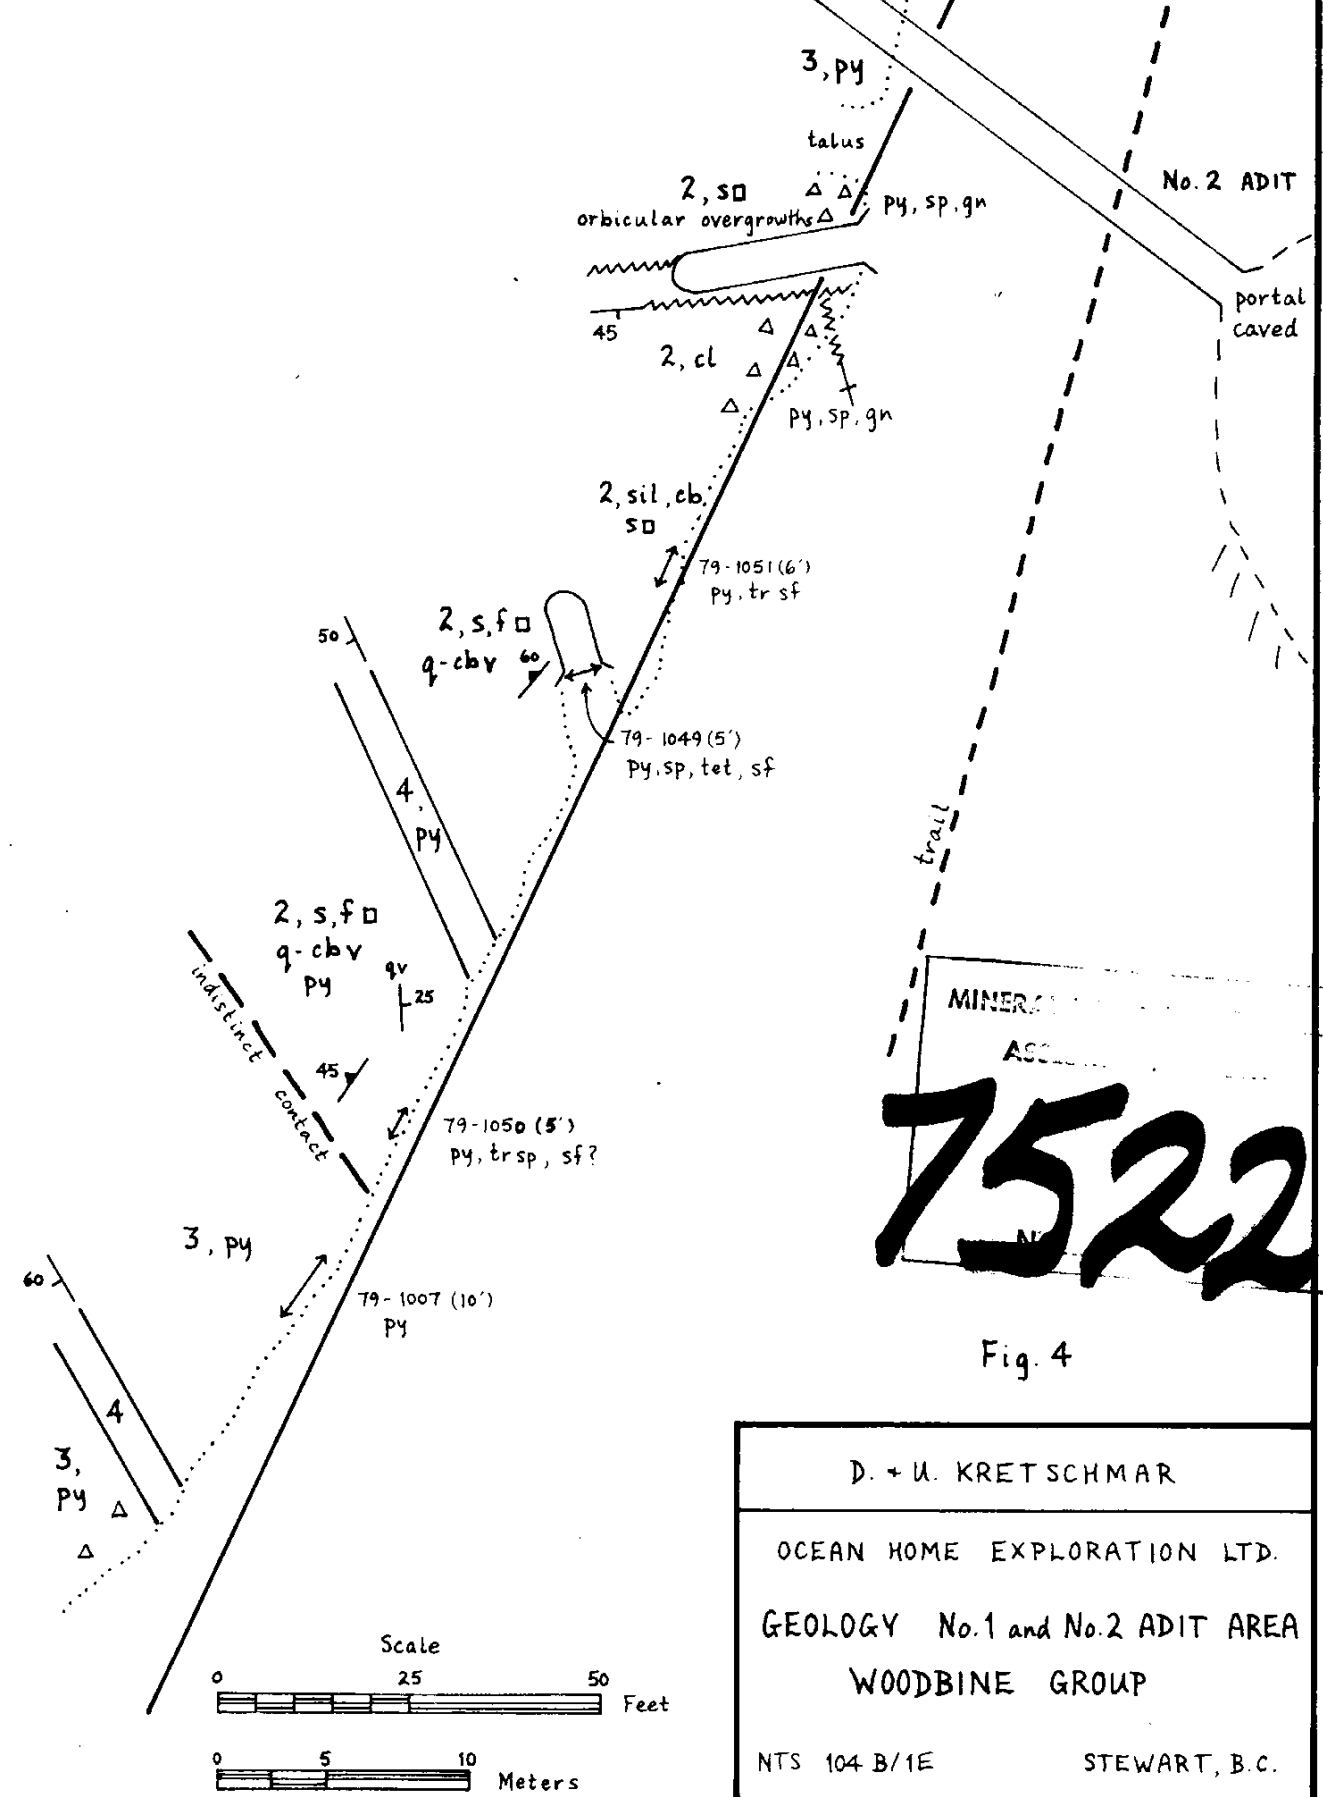 3, py
talus
No. 2 ADIT
2, s
py, sp, gn
orbicular overgrowths
portal
caved
45
2, cl
py, sp, gn
2, sil, cb
s
79-1051 (6')
py, tr sf
2, s, f
50
q-cbv
60
79-1049 (5')
py, sp, tet, sf
4,
py
trail
2, s, f
q-cbv
py
qv
25
indistinct contact
45
MINERA
79-1050 (5')
py, tr sp, sf?
7522
3, py
60
79-1007 (10')
py
Fig. 4
4
3,
py
D. + U. KRETSCHMAR
OCEAN HOME EXPLORATION LTD.
GEOLOGY No. 1 and No. 2 ADIT AREA
WOODBINE GROUP
NTS 104 B/1E STEWART, B.C.
Scale
0 25 50
Feet
0 5 10
Meters